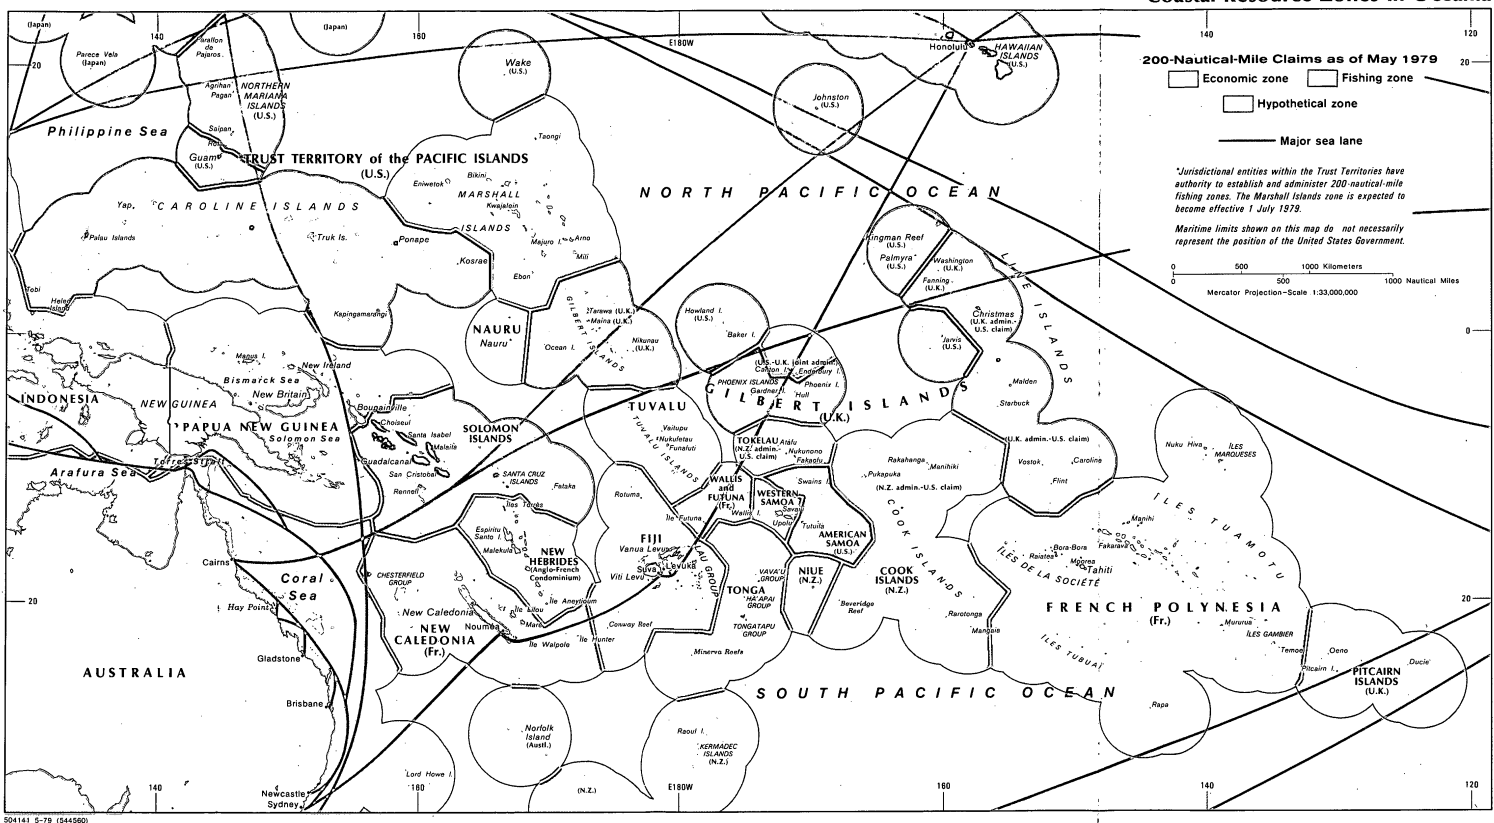 (Japan)
140
Parallon
de
Pajaros
(Japan)
160
E180W
Honolulu
HAWAIIAN
ISLANDS
(U.S.)
140
120
20
20
Parece Vela
(Japan)
Agrihan
Pagan
NORTHERN
MARIANA
ISLANDS
(U.S.)
Saipan
Guam
(U.S.)
Wake
(U.S.)
Johnston
(U.S.)
200-Nautical-Mile Claims as of May 1979
Economic zone
Fishing zone
Hypothetical zone
Major sea lane
*Jurisdictional entities within the Trust Territories have
authority to establish and administer 200-nautical-mile
fishing zones. The Marshall Islands zone is expected to
become effective 1 July 1979.
Maritime limits shown on this map do not necessarily
represent the position of the United States Government.
0 500 1000 Kilometers
0 500 1000 Nautical Miles
Mercator Projection-Scale 1:33,000,000
Philippine Sea
TRUST TERRITORY of the PACIFIC ISLANDS
(U.S.)
Taongi
Eniwetok
Bikini
MARSHALL
Kwajalein
ISLANDS
Majuro I.
Arno
Mili
Ebon
NORTH PACIFIC OCEAN
Yap
CAROLINE ISLANDS
Palau Islands
Truk Is.
Ponape
Kosrae
Tobi
Helen
Island
Kapingamarangi
Kingman Reef
(U.S.)
Palmyra
(U.S.)
Washington
(U.K.)
Fanning
(U.K.)
LINE ISLANDS
Christmas
(U.K. admin.-
U.S. claim)
Jarvis
(U.S.)
0
0
Malden
Starbuck
NAURU
Nauru
GILBERT ISLANDS
Tarawa (U.K.)
Maina (U.K.)
Ocean I.
Nikunau
(U.K.)
Howland I.
(U.S.)
Baker I.
(U.S.-U.K. joint admin.)
Canton I.
Enderbury I.
PHOENIX ISLANDS
Phoenix I.
Gardner I.
Hull
GILBERT ISLANDS
(U.K.)
Manus I.
New Ireland
Bismarck Sea
New Britain
INDONESIA
NEW GUINEA
PAPUA NEW GUINEA
Solomon Sea
Arafura Sea
Torres Strait
Bougainville
Choiseul
Santa Isabel
Malaita
Guadalcanal
San Cristobal
Rennell
SOLOMON
ISLANDS
SANTA CRUZ
ISLANDS
Fataka
TUVALU
Vaitupu
Nukufetau
Funafuti
TUVALU ISLANDS
TOKELAU
(N.Z. admin.-
U.S. claim)
Atafu
Nukunono
Fakaofu
Swains I.
Rakahanga
Manihiki
Pukapuka
(N.Z. admin.-U.S. claim)
(U.K. admin.-U.S. claim)
Vostok
Caroline
Flint
Nuku Hiva
ÎLES
MARQUESES
Rotuma
WALLIS
and
FUTUNA
(Fr.)
Île Futuna
Wallis I.
WESTERN
SAMOA
Savaii
Upolu
Tutuila
AMERICAN
SAMOA
(U.S.)
Îles Torrès
Espiritu
Santo I.
Malekula
NEW
HEBRIDES
(Anglo-French
Condominium)
Île Aneytioum
FIJI
Vanua Levu
Suva
Levuka
Viti Levu
LAU GROUP
Conway Reef
Minerva Reefs
TONGA
VAVA'U
GROUP
HA'APAI
GROUP
TONGATAPU
GROUP
NIUE
(N.Z.)
COOK
ISLANDS
(N.Z.)
COOK ISLANDS
Beveridge
Reef
Rarotonga
Mangaia
ÎLES TUAMOTU
Manihi
Bora-Bora
Raiatea
Fakarava
Moorea
Tahiti
ÎLES DE LA SOCIÉTÉ
FRENCH POLYNESIA
(Fr.)
Mururua
ÎLES GAMBIER
ILES TUBUAÏ
Temoe
Rapa
Oeno
Pitcairn I.
Ducie
PITCAIRN
ISLANDS
(U.K.)
Cairns
Coral
Sea
CHESTERFIELD
GROUP
20
20
Hay Point
New Caledonia
Nouméa
Île Lifou
Maré
NEW
CALEDONIA
(Fr.)
Île Walpole
Île Hunter
AUSTRALIA
Gladstone
Brisbane
Norfolk
Island
(Austl.)
Raoul I.
KERMADEC
ISLANDS
(N.Z.)
SOUTH PACIFIC OCEAN
Lord Howe I.
(N.Z.)
Newcastle
Sydney
140
160
E180W
160
140
120
504141 5-79 (544560)